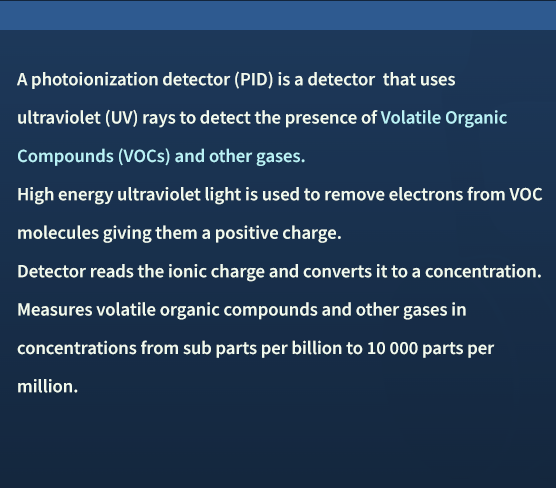 A photoionization detector (PID) is a detector  that uses
ultraviolet (UV) rays to detect the presence of Volatile Organic
Compounds (VOCs) and other gases.
High energy ultraviolet light is used to remove electrons from VOC
molecules giving them a positive charge.
Detector reads the ionic charge and converts it to a concentration.
Measures volatile organic compounds and other gases in
concentrations from sub parts per billion to 10 000 parts per
million.